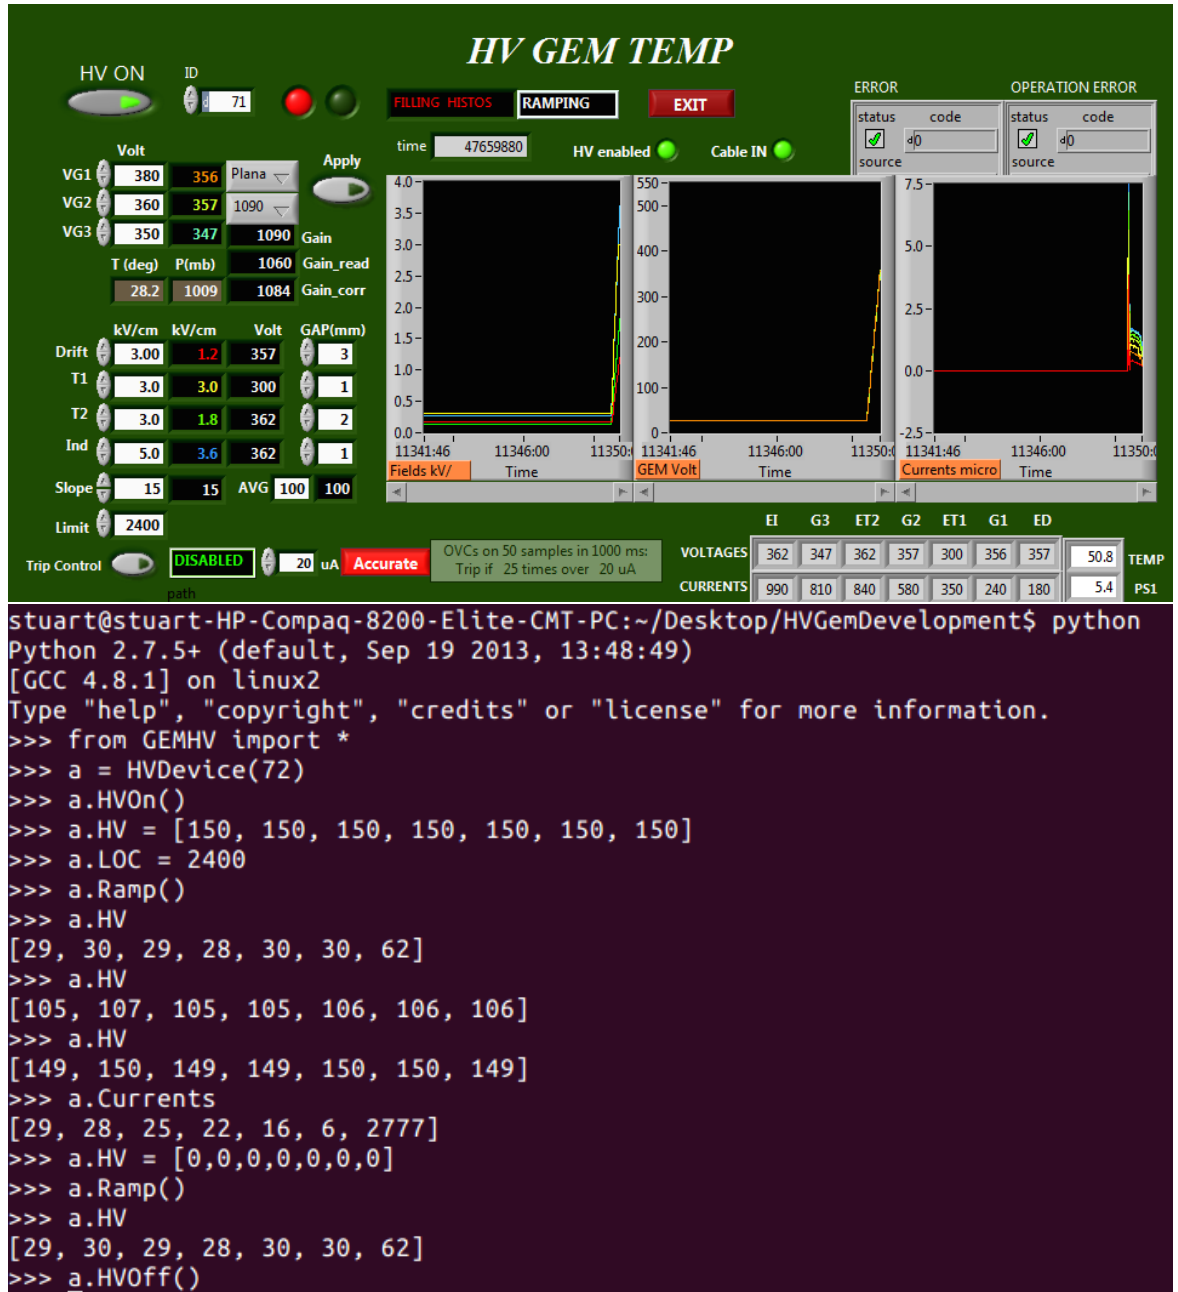 HV GEM TEMP
HV ON
ID
71
FILLING HISTOS
RAMPING
EXIT
ERROR
status code
d0
source
OPERATION ERROR
status code
d0
source
time 47659880
HV enabled
Cable IN
Volt
Apply
VG1 380 356 Plana
VG2 360 357 1090
VG3 350 347 1090 Gain
T (deg) P(mb) 1060 Gain_read
28.2 1009 1084 Gain_corr
kV/cm kV/cm Volt GAP(mm)
Drift 3.00 1.2 357 3
T1 3.0 3.0 300 1
T2 3.0 1.8 362 2
Ind 5.0 3.6 362 1
Slope 15 15 AVG 100 100
Limit 2400
Trip Control DISABLED 20 uA Accurate
path
4.0
3.5
3.0
2.5
2.0
1.5
1.0
0.5
0.0
11341:46 11346:00 11350:
Fields kV/ Time
550
500
400
300
200
100
0
11341:46 11346:00 11350:
GEM Volt Time
7.5
5.0
2.5
0.0
-2.5
11341:46 11346:00 11350:
Currents micro Time
OVCs on 50 samples in 1000 ms:
Trip if 25 times over 20 uA
EI G3 ET2 G2 ET1 G1 ED
VOLTAGES 362 347 362 357 300 356 357 50.8 TEMP
CURRENTS 990 810 840 580 350 240 180 5.4 PS1
stuart@stuart-HP-Compaq-8200-Elite-CMT-PC:~/Desktop/HVGemDevelopment$ python
Python 2.7.5+ (default, Sep 19 2013, 13:48:49)
[GCC 4.8.1] on linux2
Type "help", "copyright", "credits" or "license" for more information.
>>> from GEMHV import *
>>> a = HVDevice(72)
>>> a.HVOn()
>>> a.HV = [150, 150, 150, 150, 150, 150, 150]
>>> a.LOC = 2400
>>> a.Ramp()
>>> a.HV
[29, 30, 29, 28, 30, 30, 62]
>>> a.HV
[105, 107, 105, 105, 106, 106, 106]
>>> a.HV
[149, 150, 149, 149, 150, 150, 149]
>>> a.Currents
[29, 28, 25, 22, 16, 6, 2777]
>>> a.HV = [0,0,0,0,0,0,0]
>>> a.Ramp()
>>> a.HV
[29, 30, 29, 28, 30, 30, 62]
>>> a.HVOff()